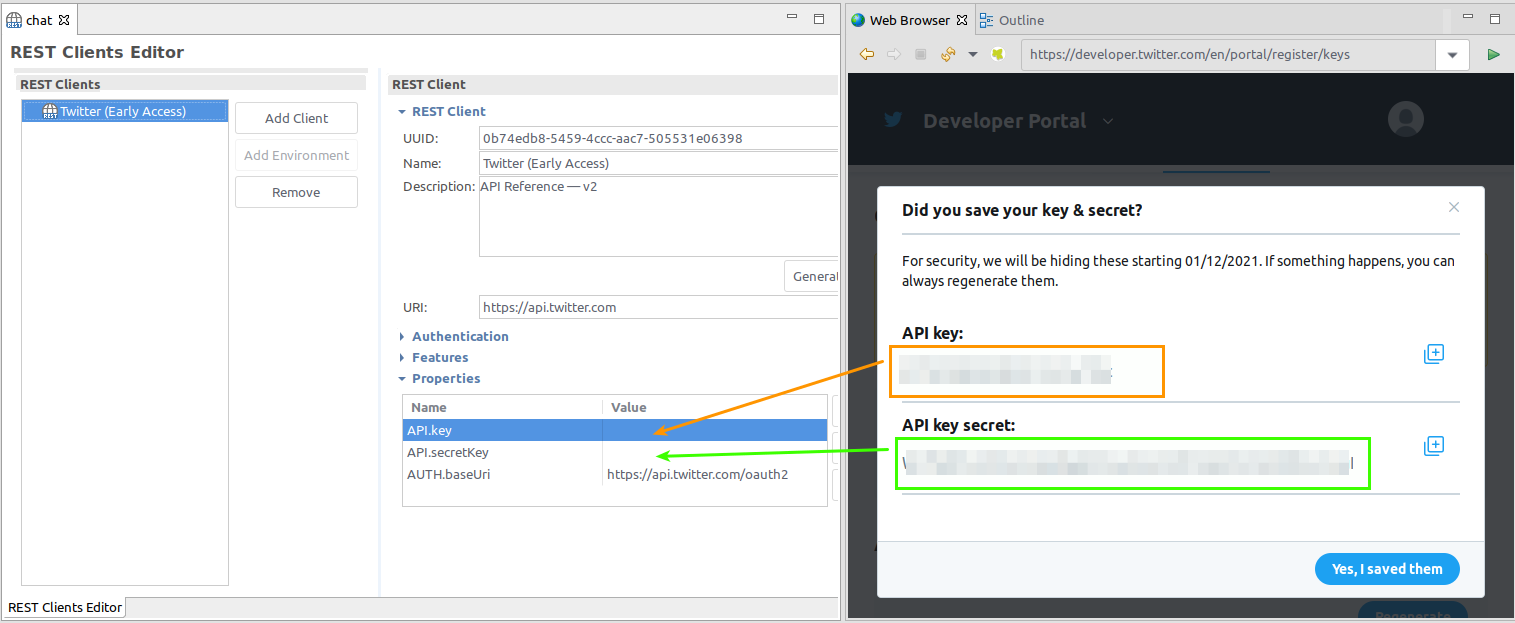 chat
REST Clients Editor
REST Clients
Twitter (Early Access)
Add Client
Add Environment
Remove
REST Client
REST Client
UUID:
0b74edb8-5459-4ccc-aac7-505531e06398
Name:
Twitter (Early Access)
Description:
API Reference — v2
URI:
https://api.twitter.com
Authentication
Features
Properties
Name Value
API.key
API.secretKey
AUTH.baseUri https://api.twitter.com/oauth2
REST Clients Editor
Web Browser
Outline
https://developer.twitter.com/en/portal/register/keys
Developer Portal
Did you save your key & secret?
For security, we will be hiding these starting 01/12/2021. If something happens, you can
always regenerate them.
API key:
API key secret:
Yes, I saved them
Regenerate